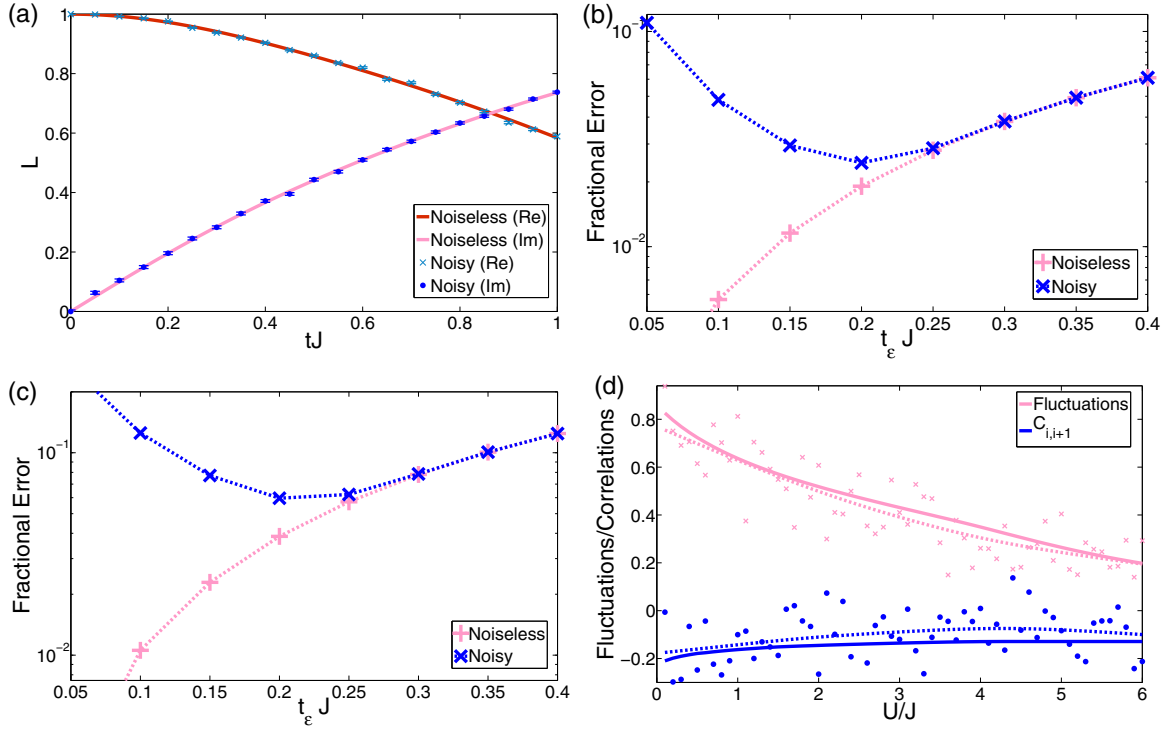 (a)
1
0.8
0.6
0.4
0.2
0
L
0 0.2 0.4 0.6 0.8 1
tJ
Noiseless (Re)
Noiseless (Im)
Noisy (Re)
Noisy (Im)
(b)
10⁻¹
10⁻²
Fractional Error
0.05 0.1 0.15 0.2 0.25 0.3 0.35 0.4
t_ε J
Noiseless
Noisy
(c)
10⁻¹
10⁻²
Fractional Error
0.05 0.1 0.15 0.2 0.25 0.3 0.35 0.4
t_ε J
Noiseless
Noisy
(d)
0.8
0.6
0.4
0.2
0
−0.2
Fluctuations/Correlations
0 1 2 3 4 5 6
U/J
Fluctuations
C_{i,i+1}